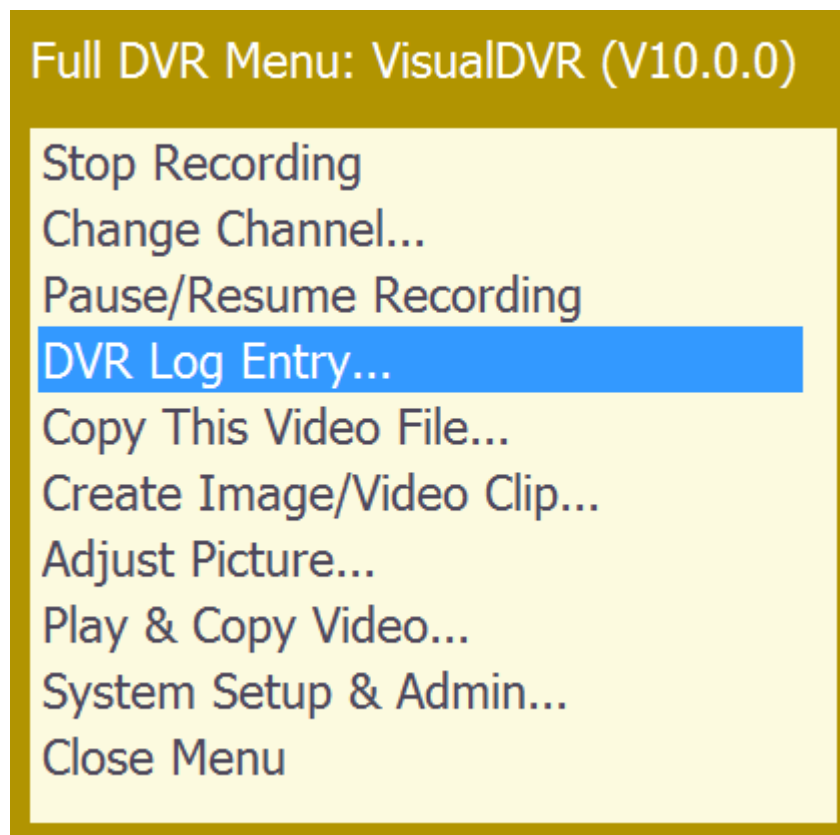 Full DVR Menu: VisualDVR (V10.0.0)
Stop Recording
Change Channel...
Pause/Resume Recording
DVR Log Entry...
Copy This Video File...
Create Image/Video Clip...
Adjust Picture...
Play & Copy Video...
System Setup & Admin...
Close Menu